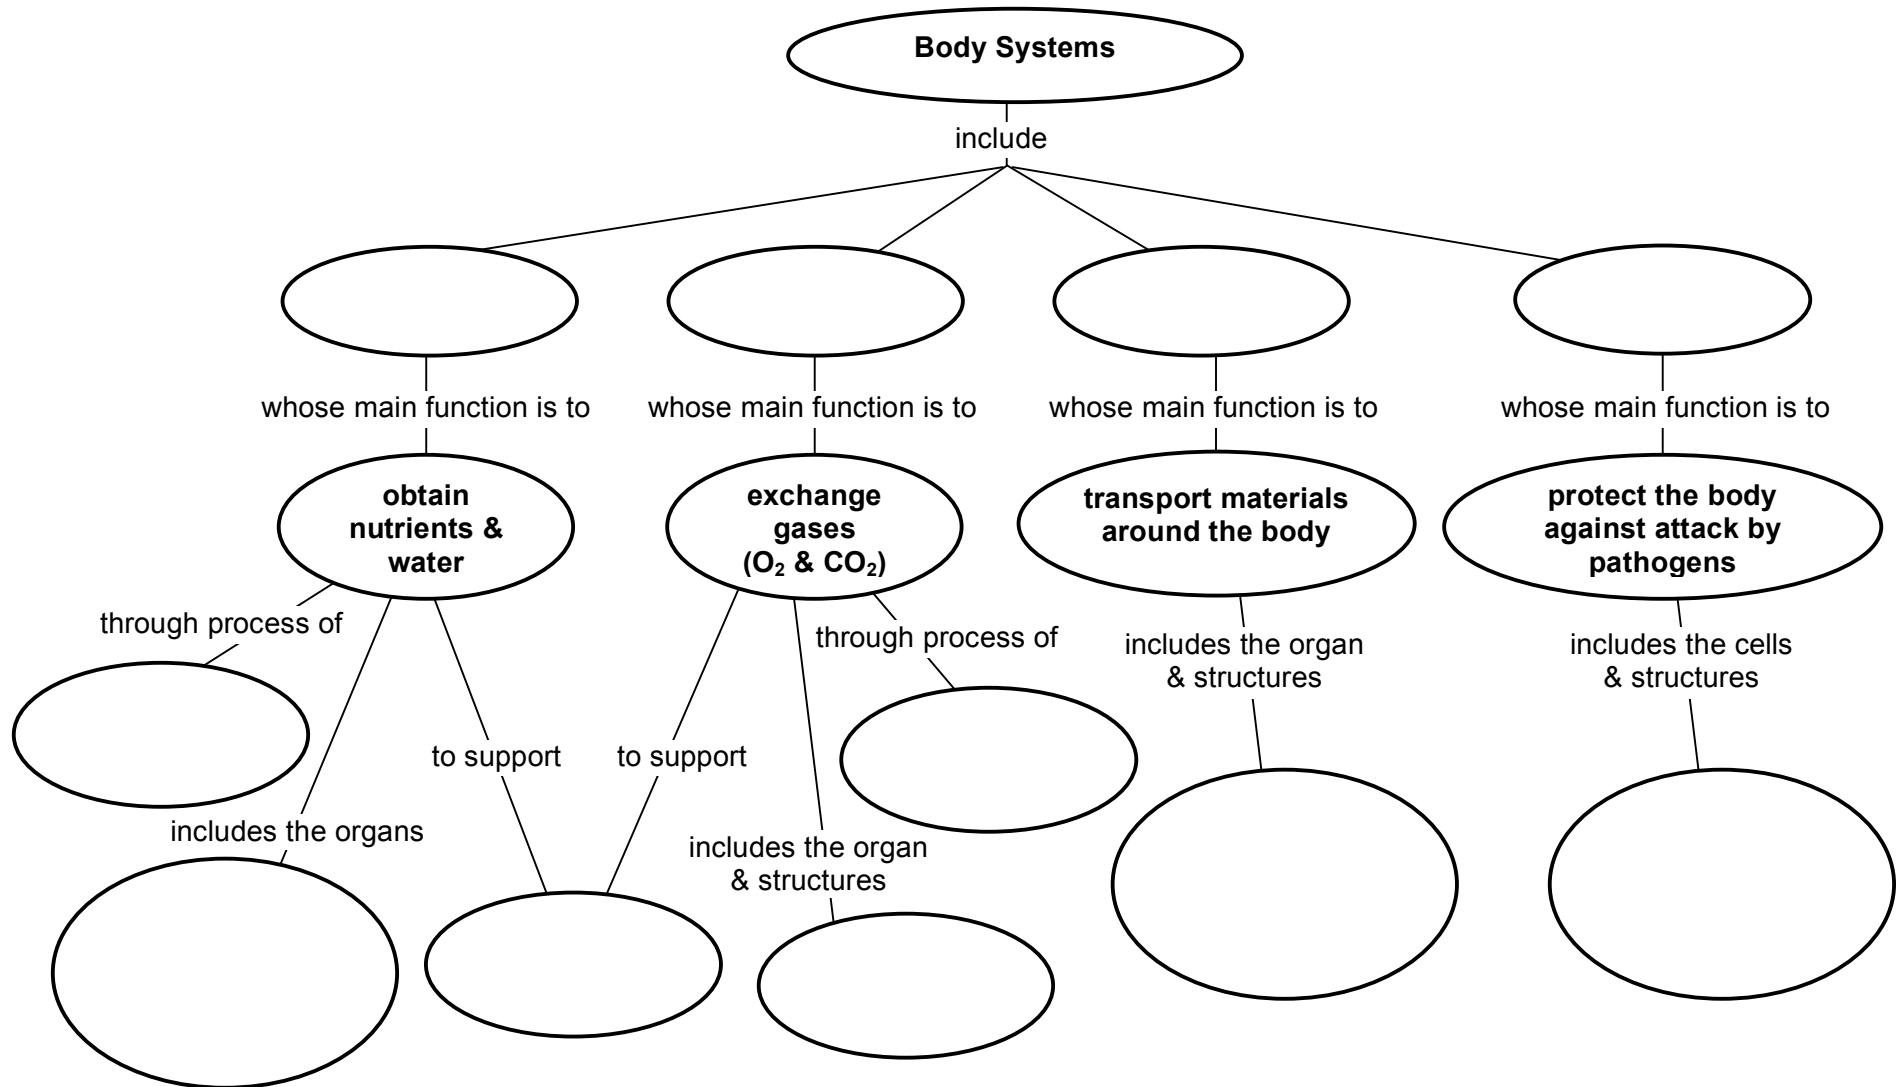 Body Systems
include
whose main function is to
whose main function is to
whose main function is to
whose main function is to
obtain
nutrients &
water
exchange
gases
(O₂ & CO₂)
transport materials
around the body
protect the body
against attack by
pathogens
through process of
through process of
includes the organ
& structures
includes the cells
& structures
to support
to support
includes the organs
includes the organ
& structures